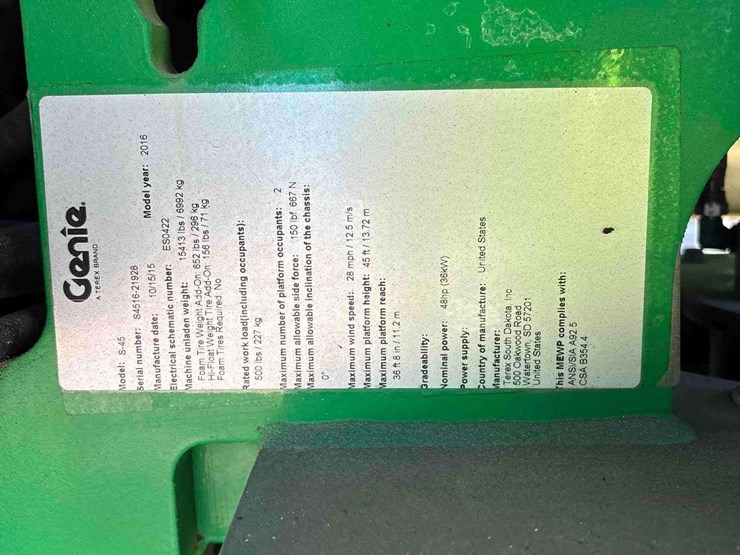 Genie.
A TEREX BRAND
Model: S-45
Serial number: S4516-21928
Manufacture date: 10/15/15 Model year: 2016
Electrical schematic number: ES0422
Machine unladen weight: 15413 lbs / 6992 kg
Foam Tire Weight Add-On: 652 lbs / 296 kg
Hi-Float Weight Tire Add-On: 156 lbs / 71 kg
Foam Tires Required: No
Rated work load(including occupants):
500 lbs / 227 kg
Maximum number of platform occupants: 2
Maximum allowable side force: 150 lbf 667 N
Maximum allowable inclination of the chassis:
0°
Maximum wind speed: 28 mph / 12.5 m/s
Maximum platform height: 45 ft / 13.72 m
Maximum platform reach:
36 ft 8 in / 11.2 m
Gradeability:
Nominal power: 48hp (36kW)
Power supply:
Country of manufacture: United States
Manufacturer:
Terex South Dakota, Inc
500 Oakwood Road
Watertown, SD 57201
United States
This MEWP complies with:
ANSI/SIA A92.5
CSA B354.4